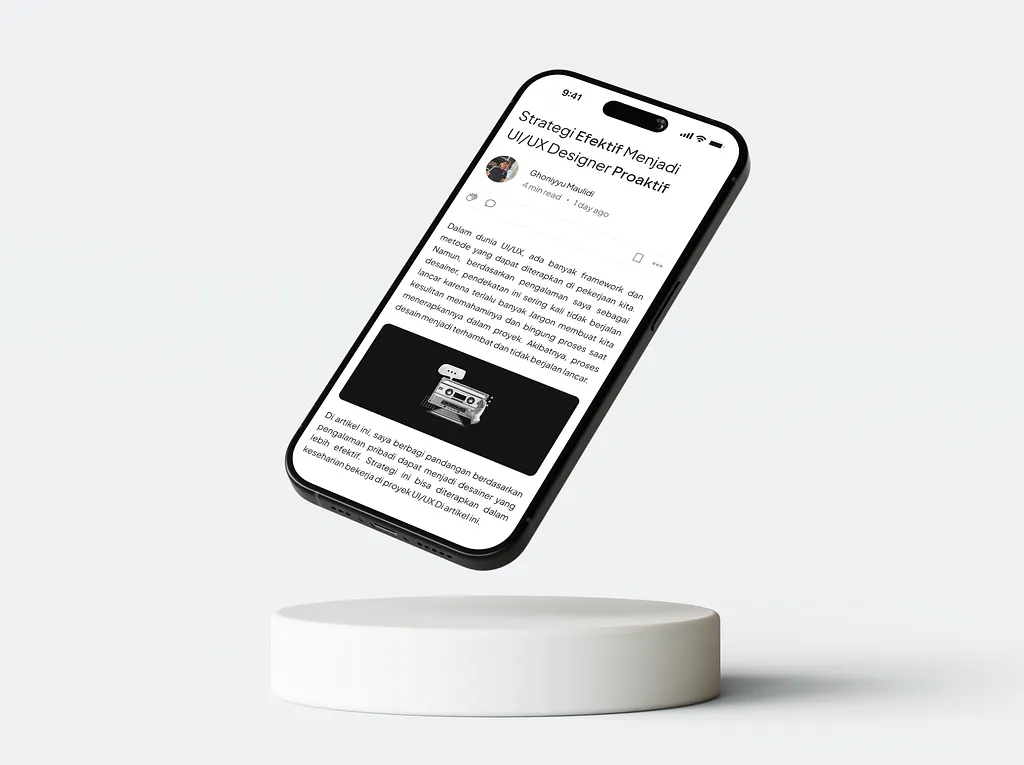 9:41
Strategi Efektif Menjadi
UI/UX Designer Proaktif
Ghoniyyu Maulidi
4 min read • 1 day ago
Dalam dunia UI/UX, ada banyak framework dan
metode yang dapat diterapkan di pekerjaan kita.
Namun, berdasarkan pengalaman saya sebagai
desainer, pendekatan ini sering kali tidak berjalan
lancar karena terlalu banyak Jargon membuat kita
kesulitan memahaminya dan bingung proses saat
menerapkannya dalam proyek. Akibatnya, proses
desain menjadi terhambat dan tidak berjalan lancar.
Di artikel ini, saya berbagi pandangan berdasarkan
pengalaman pribadi dapat menjadi desainer yang
lebih efektif. Strategi ini bisa diterapkan dalam
keseharian bekerja di proyek UI/UX Di artikel ini.